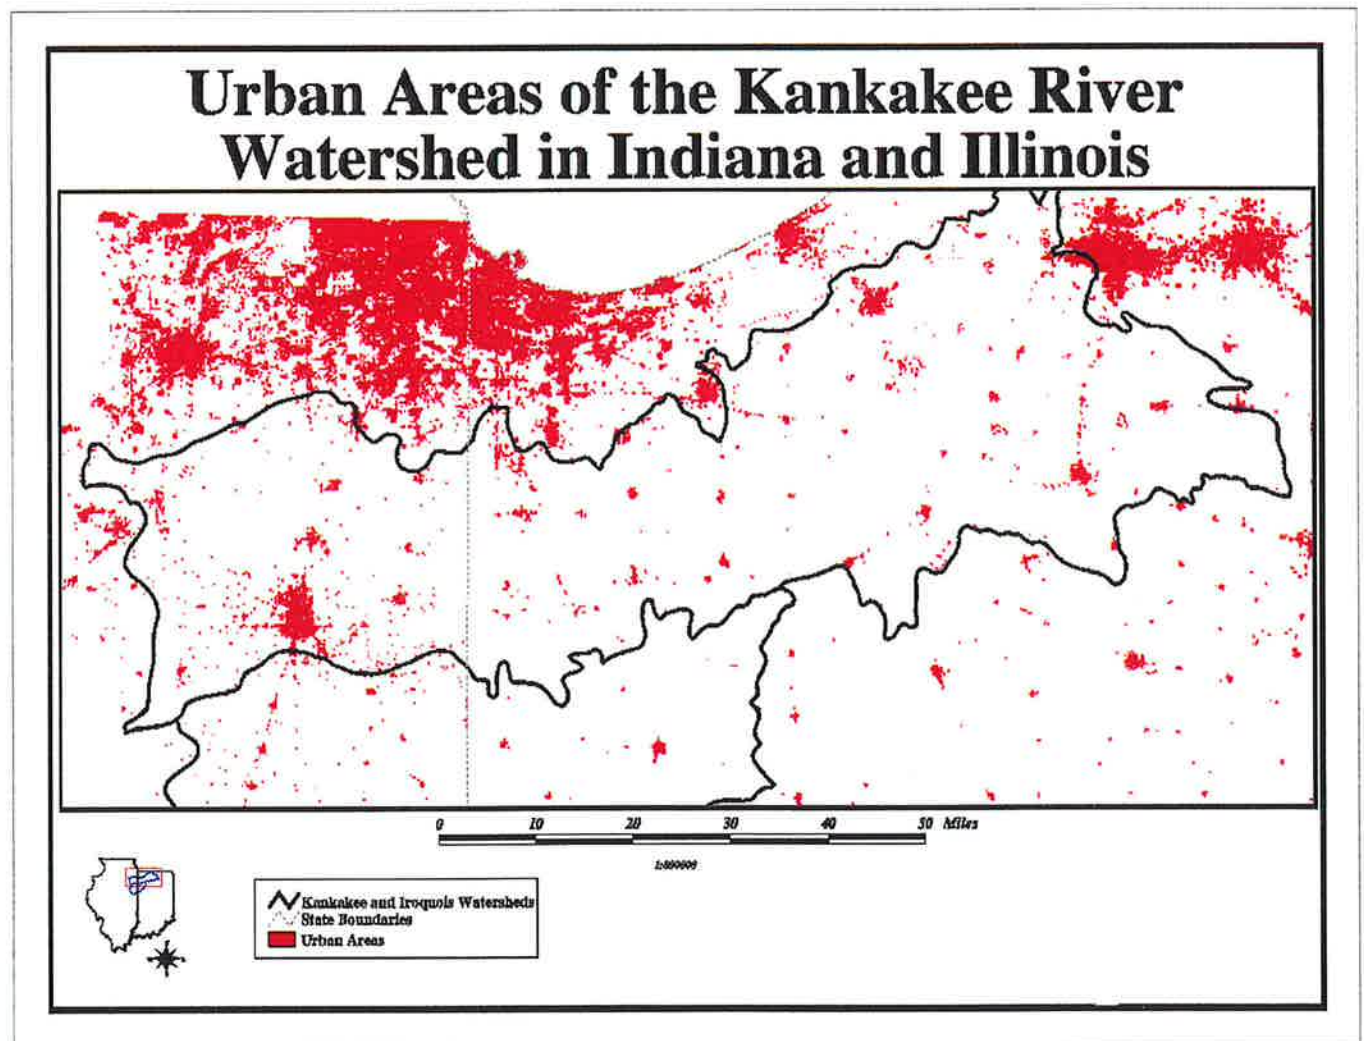 Urban Areas of the Kankakee River
Watershed in Indiana and Illinois
0 10 20 30 40 50 Miles
Kankakee and Iroquois Watersheds
State Boundaries
Urban Areas